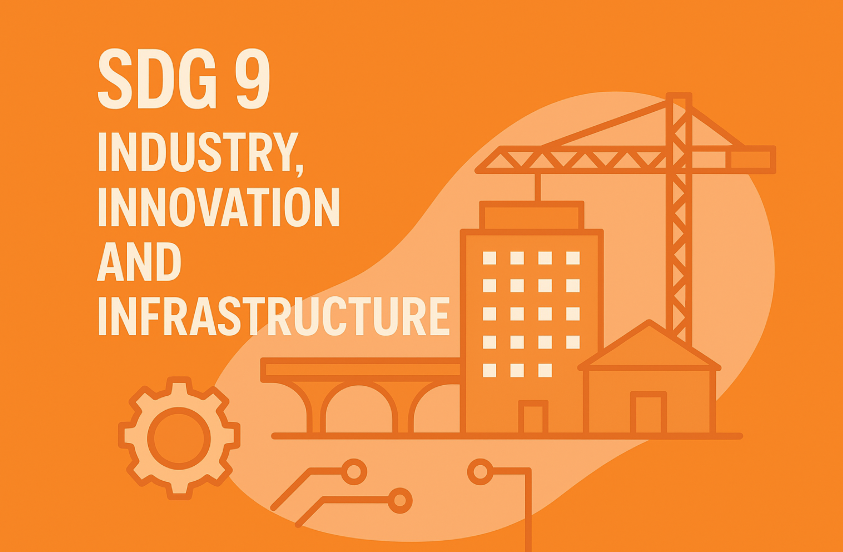 SDG 9
INDUSTRY,
INNOVATION
AND
INFRASTRUCTURE